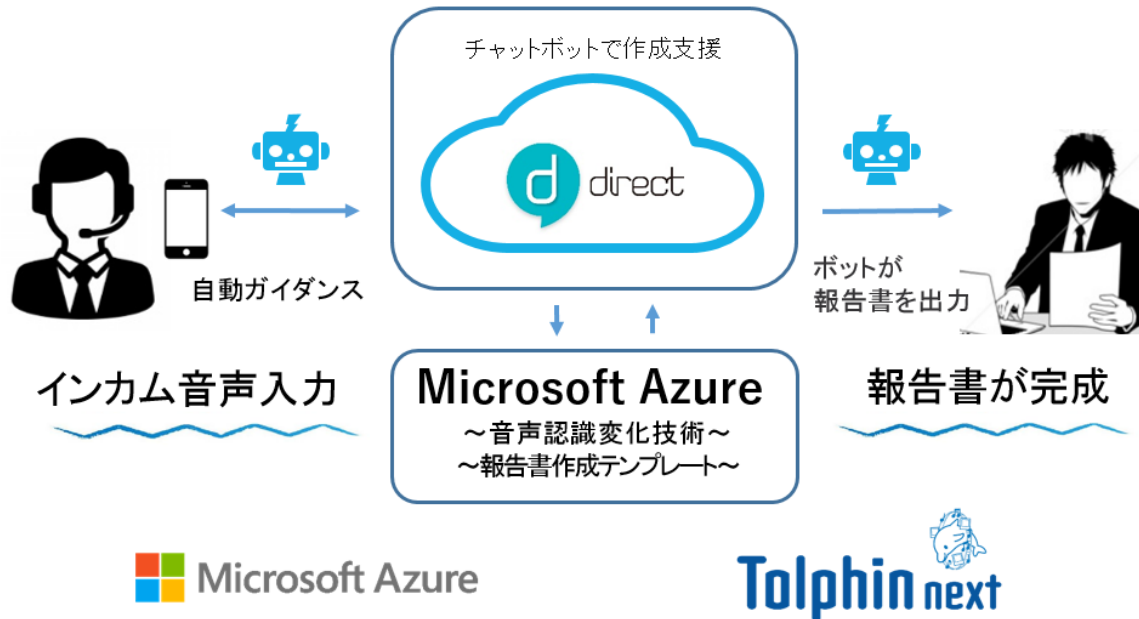 チャットボットで作成支援
direct
自動ガイダンス
ボットが
報告書を出力
インカム音声入力
Microsoft Azure
～音声認識変化技術～
～報告書作成テンプレート～
報告書が完成
Microsoft Azure
Tolphin next